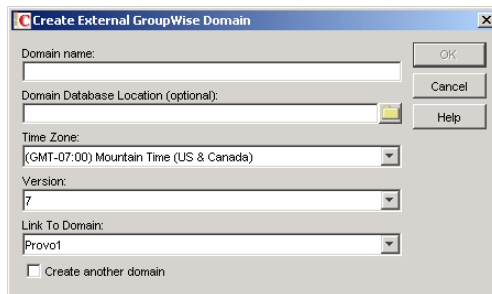 Create External GroupWise Domain
Domain name:
OK
Domain Database Location (optional):
Cancel
Help
Time Zone:
(GMT-07:00) Mountain Time (US & Canada)
Version:
7
Link To Domain:
Provo1
Create another domain